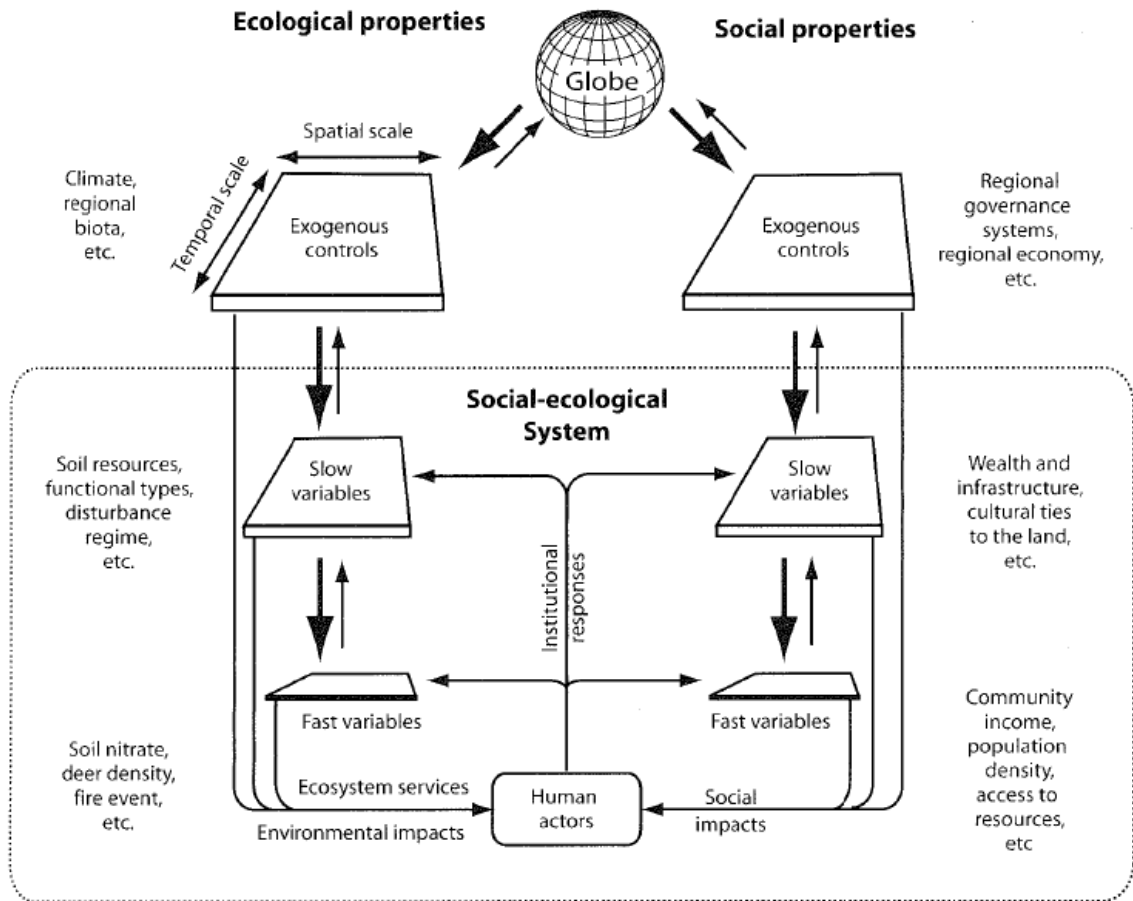 Ecological properties
Social properties
Globe
Spatial scale
Temporal scale
Climate,
regional
biota,
etc.
Exogenous
controls
Exogenous
controls
Regional
governance
systems,
regional economy,
etc.
Social-ecological
System
Soil resources,
functional types,
disturbance
regime,
etc.
Slow
variables
Slow
variables
Wealth and
infrastructure,
cultural ties
to the land,
etc.
Institutional
responses
Fast variables
Fast variables
Soil nitrate,
deer density,
fire event,
etc.
Ecosystem services
Environmental impacts
Human
actors
Social
impacts
Community
income,
population
density,
access to
resources,
etc